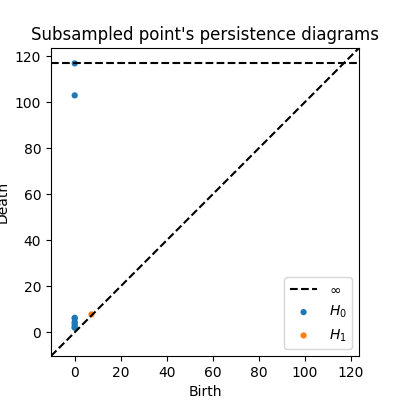 Subsampled point's persistence diagrams
120
100
80
60
40
20
0
Death
∞
H₀
H₁
0 20 40 60 80 100 120
Birth